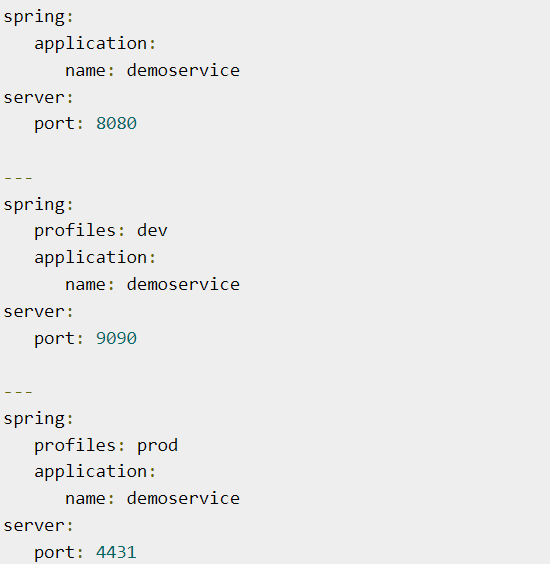 spring:
   application:
      name: demoservice
server:
   port: 8080

---
spring:
   profiles: dev
   application:
      name: demoservice
server:
   port: 9090

---
spring:
   profiles: prod
   application:
      name: demoservice
server:
   port: 4431